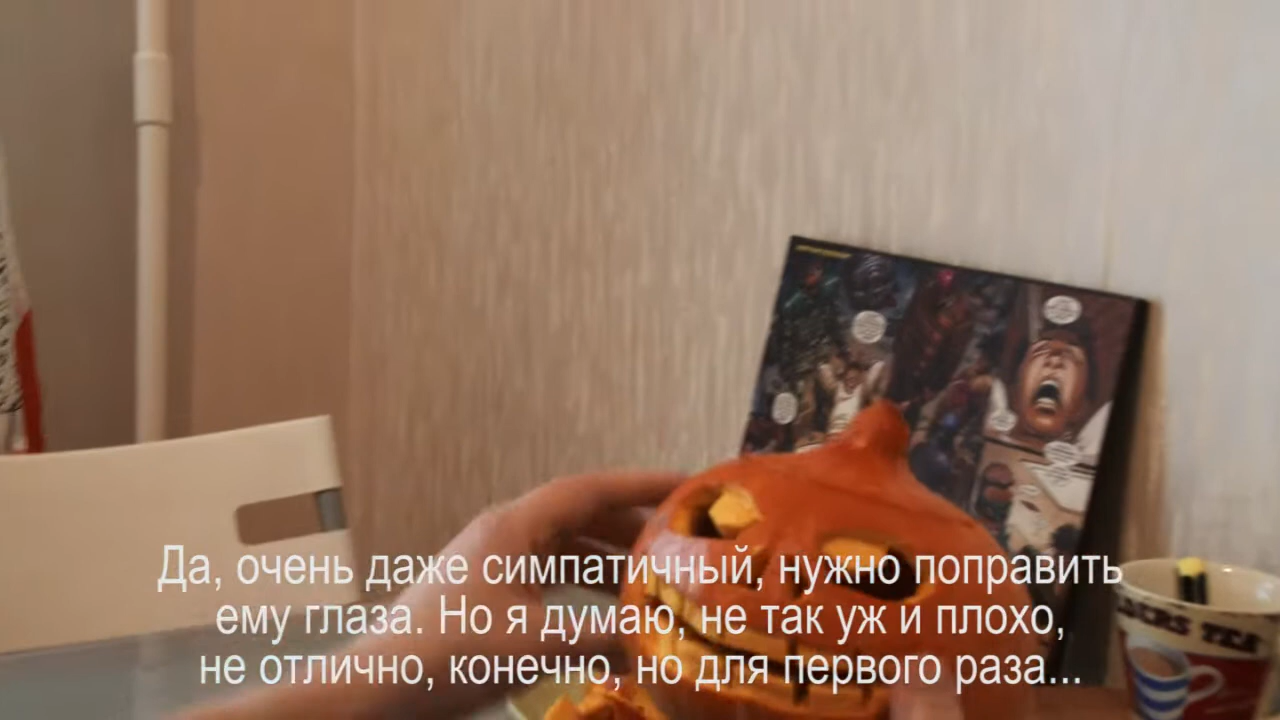 Да, очень даже симпатичный, нужно поправить
ему глаза. Но я думаю, не так уж и плохо,
не отлично, конечно, но для первого раза...
TEA